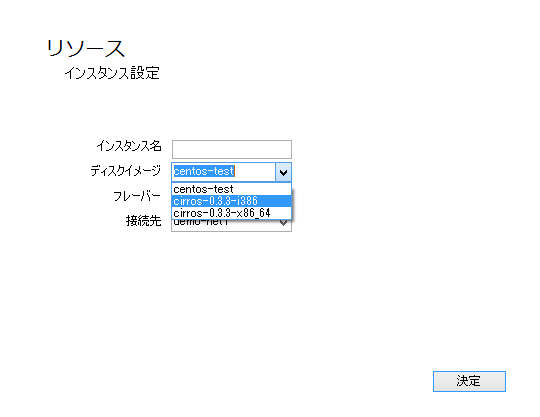 リソース
インスタンス設定
インスタンス名
ディスクイメージ centos-test
centos-test
フレーバー cirros-0.3.3-i386
cirros-0.3.3-x86_64
接続先 demo-net1
決定